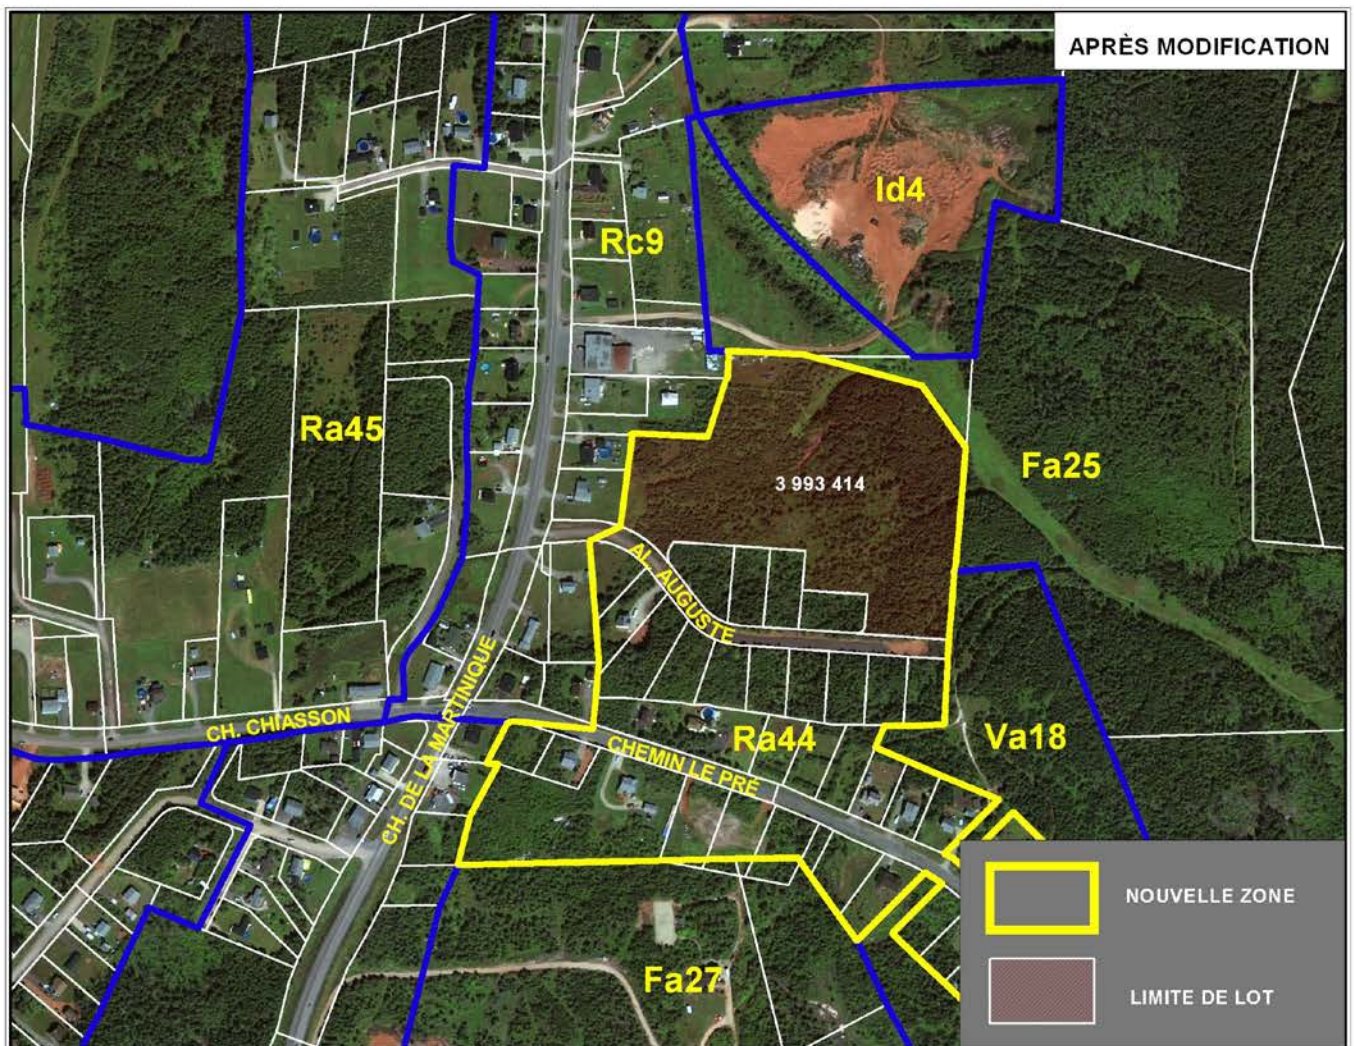 APRÈS MODIFICATION
Id4
Rc9
Ra45
Fa25
3 993 414
AL. AUGUSTE
CH. DE LA MARTINIQUE
CH. CHIASSON
Ra44
Va18
CHEMIN LE PRÉ
NOUVELLE ZONE
Fa27
LIMITE DE LOT